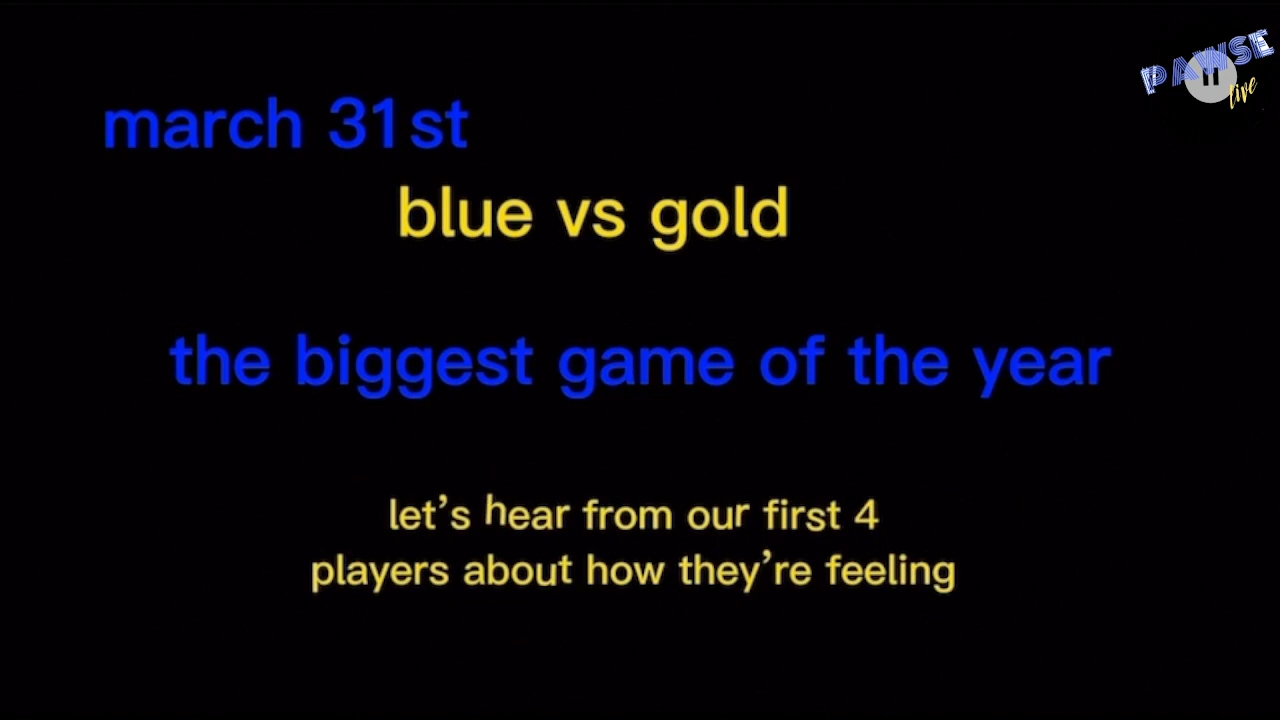 PAWSE
live
march 31st
blue vs gold
the biggest game of the year
let's hear from our first 4
players about how they're feeling